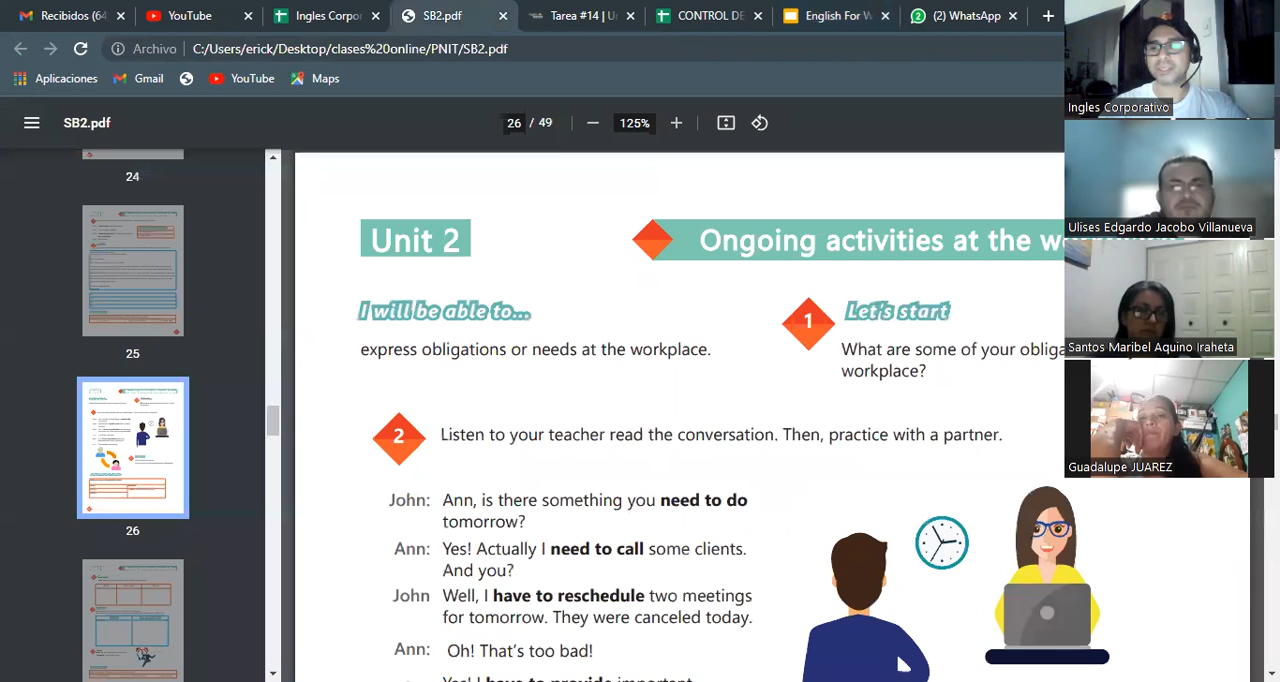 Recibidos (64
YouTube
Ingles Corpor
SB2.pdf
Tarea #14 | U
CONTROL DE
English For W
(2) WhatsApp
Archivo
C:/Users/erick/Desktop/clases%20online/PNIT/SB2.pdf
Aplicaciones
Gmail
YouTube
Maps
SB2.pdf
26 / 49
125%
24
25
26
Unit 2
Ongoing activities at the
I will be able to...
express obligations or needs at the workplace.
1
Let's start
What are some of your
workplace?
2
Listen to your teacher read the conversation. Then, practice with a partner.
John: Ann, is there something you need to do
tomorrow?
Ann: Yes! Actually I need to call some clients.
And you?
John Well, I have to reschedule two meetings
for tomorrow. They were canceled today.
Ann: Oh! That's too bad!
Yes! I have to provide important
Ingles Corporativo
Ulises Edgardo Jacobo Villanueva
Santos Maribel Aquino Iraheta
Guadalupe JUAREZ